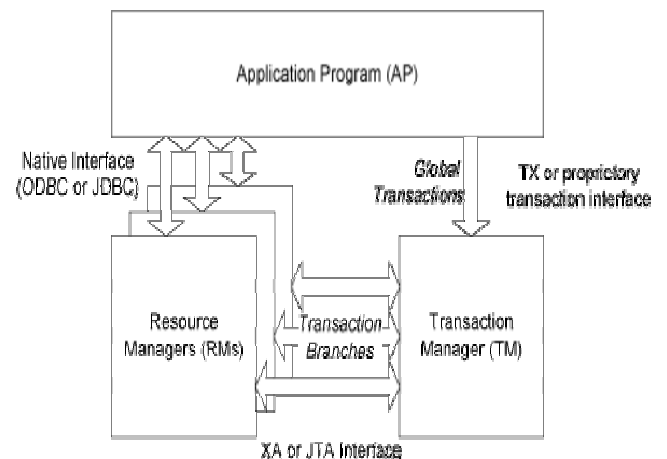 Application Program (AP)
Native Interface
(ODBC or JDBC)
Global
Transactions
TX or propriotary
transaction interface
Resource
Managers (RMs)
Transaction
Branches
Transaction
Manager (TM)
XA or JTA Interface